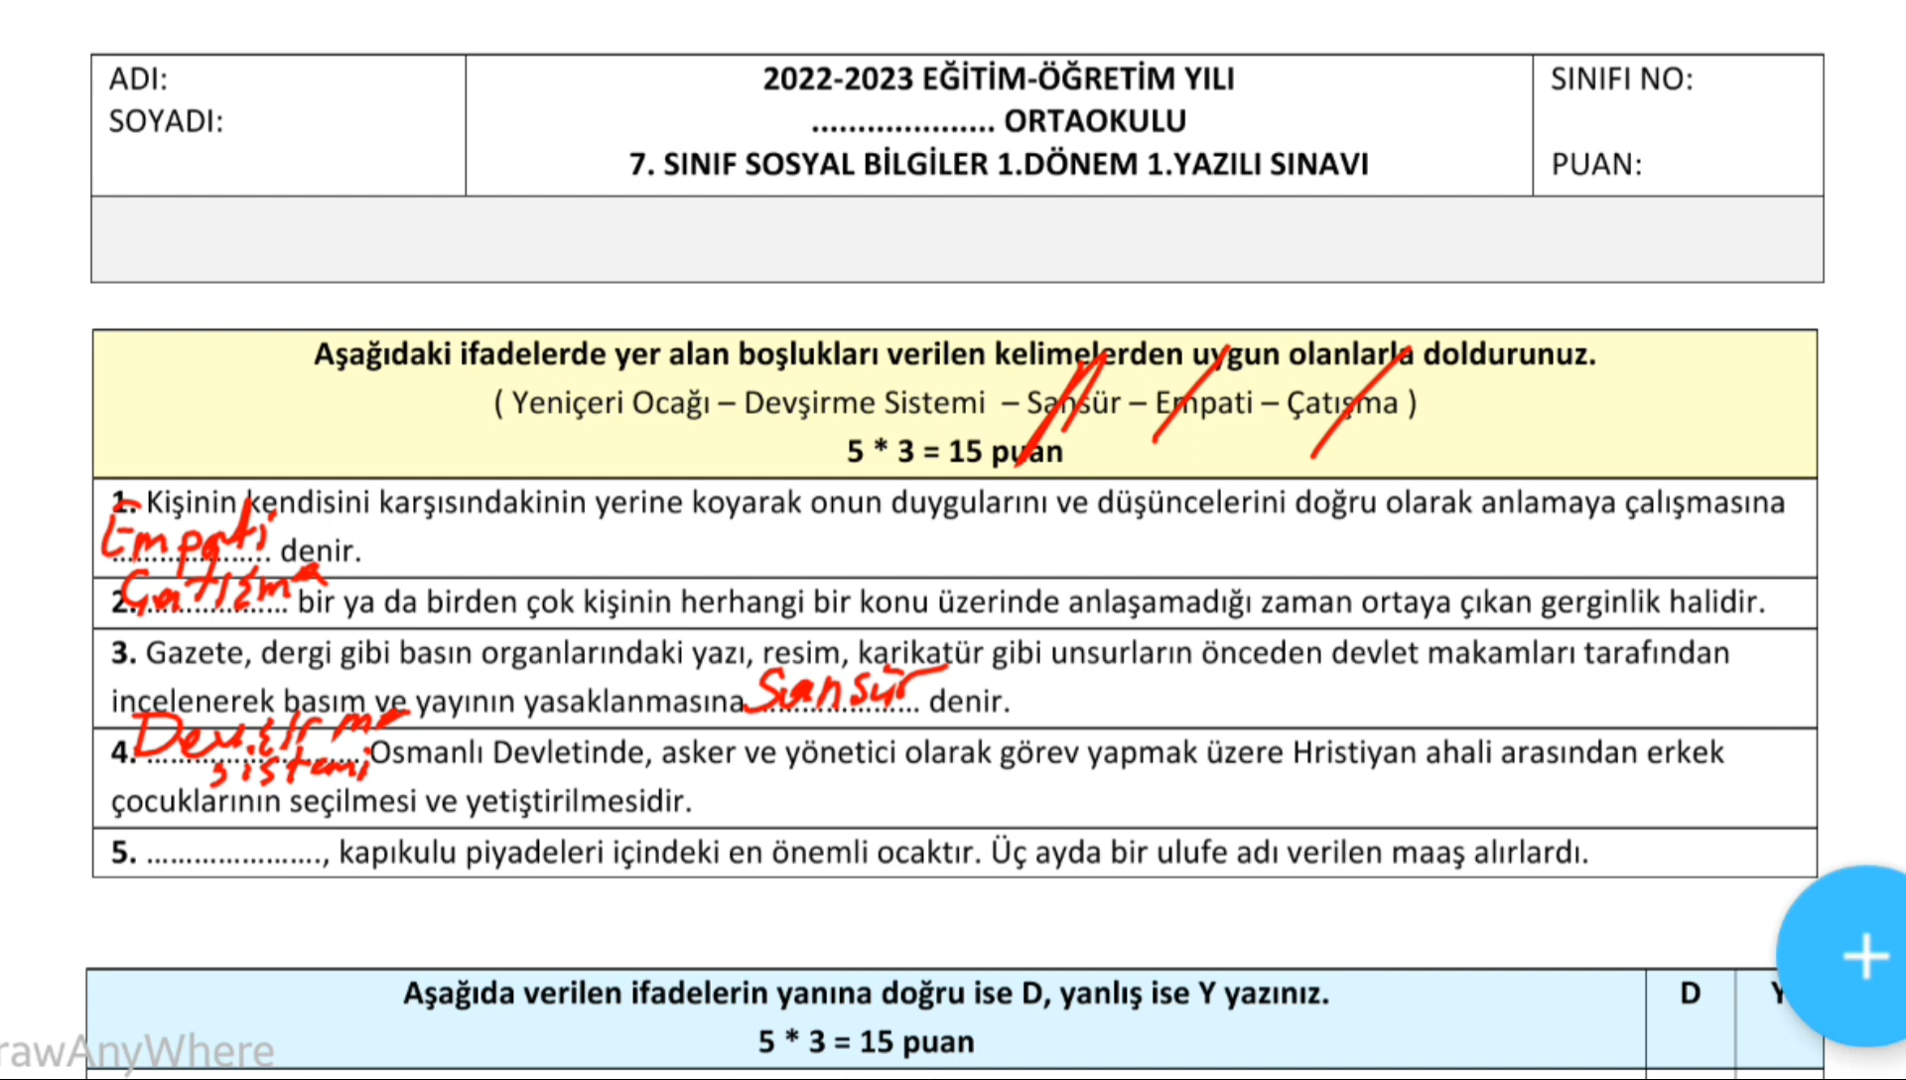 ADI:
SOYADI:
2022-2023 EĞİTİM-ÖĞRETİM YILI
.................... ORTAOKULU
7. SINIF SOSYAL BİLGİLER 1.DÖNEM 1.YAZILI SINAVI
SINIFI NO:
PUAN:
Aşağıdaki ifadelerde yer alan boşlukları verilen kelimelerden uygun olanlarla doldurunuz.
( Yeniçeri Ocağı – Devşirme Sistemi – Sansür – Empati – Çatışma )
5 * 3 = 15 puan
1. Kişinin kendisini karşısındakinin yerine koyarak onun duygularını ve düşüncelerini doğru olarak anlamaya çalışmasına
Empati denir.
2. Çatışma bir ya da birden çok kişinin herhangi bir konu üzerinde anlaşamadığı zaman ortaya çıkan gerginlik halidir.
3. Gazete, dergi gibi basın organlarındaki yazı, resim, karikatür gibi unsurların önceden devlet makamları tarafından
incelenerek basım ve yayının yasaklanmasına Sansür denir.
4. Devşirme sistemi Osmanlı Devletinde, asker ve yönetici olarak görev yapmak üzere Hristiyan ahali arasından erkek
çocuklarının seçilmesi ve yetiştirilmesidir.
5. ......................, kapıkulu piyadeleri içindeki en önemli ocaktır. Üç ayda bir ulufe adı verilen maaş alırlardı.
Aşağıda verilen ifadelerin yanına doğru ise D, yanlış ise Y yazınız.
5 * 3 = 15 puan
D
Y
rawAnyWhere